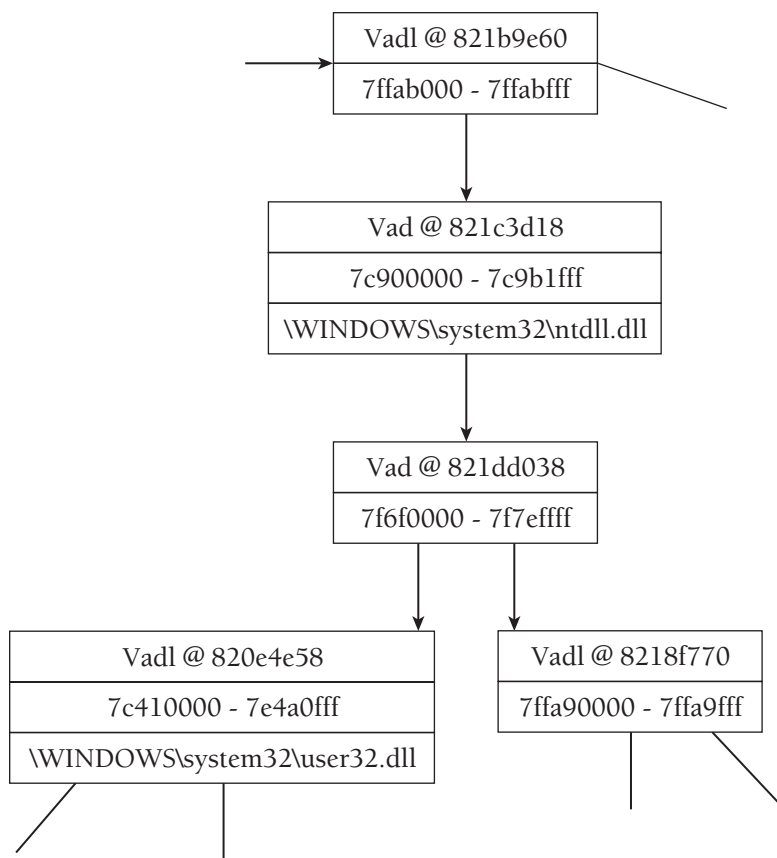 Vadl @ 821b9e60
7ffab000 - 7ffabfff
Vad @ 821c3d18
7c900000 - 7c9b1fff
\WINDOWS\system32\ntdll.dll
Vad @ 821dd038
7f6f0000 - 7f7effff
Vadl @ 820e4e58
7c410000 - 7e4a0fff
\WINDOWS\system32\user32.dll
Vadl @ 8218f770
7ffa90000 - 7ffa9fff